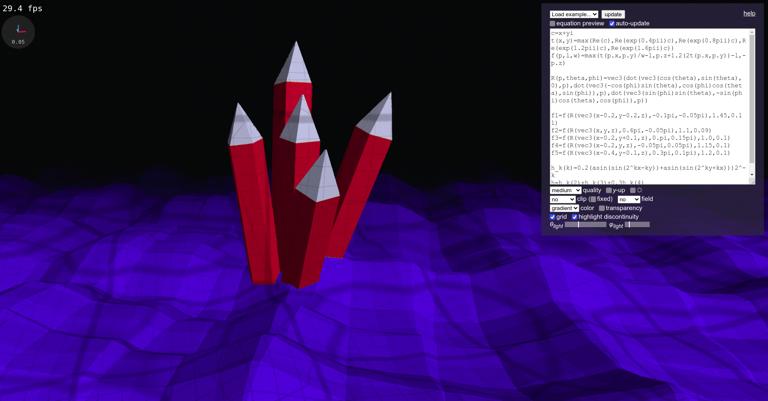 29.4 fps
0.05
Load example...
update
help
equation preview
auto-update
c=x+yi
t(x,y)=max(Re(c),Re(exp(0.4pii)c),Re(exp(0.8pii)c),R
e(exp(1.2pii)c),Re(exp(1.6pii)c))
f(p,l,w)=max(t(p.x,p.y)/w-1,p.z+1.2(2t(p.x,p.y))-l,-
p.z)
R(p,theta,phi)=vec3(dot(vec3(cos(theta),sin(theta),
0),p),dot(vec3(-cos(phi)sin(theta),cos(phi)cos(thet
a),sin(phi)),p),dot(vec3(sin(phi)sin(theta),-sin(ph
i)cos(theta),cos(phi)),p))
f1=f(R(vec3(x-0.2,y-0.2,z),-0.1pi,-0.05pi),1.45,0.1
1)
f2=f(R(vec3(x,y,z),0.6pi,-0.05pi),1.1,0.09)
f3=f(R(vec3(x-0.4,y+0.1,z),0.pi,0.15pi),1.0,0.1)
f4=f(R(vec3(x-0.2,y,z),-0.05pi,0.05pi),1.15,0.1)
f5=f(R(vec3(x-0.2,y-0.1,z),0.3pi,0.1pi),1.2,0.1)
h_k(k)=0.2(asin(sin(2^kx-ky))+asin(sin(2^ky+kx)))2^-
k
medium
quality
y-up
no
clip (
fixed)
no
field
gradient
color
transparency
grid
highlight discontinuity
θlight
φlight